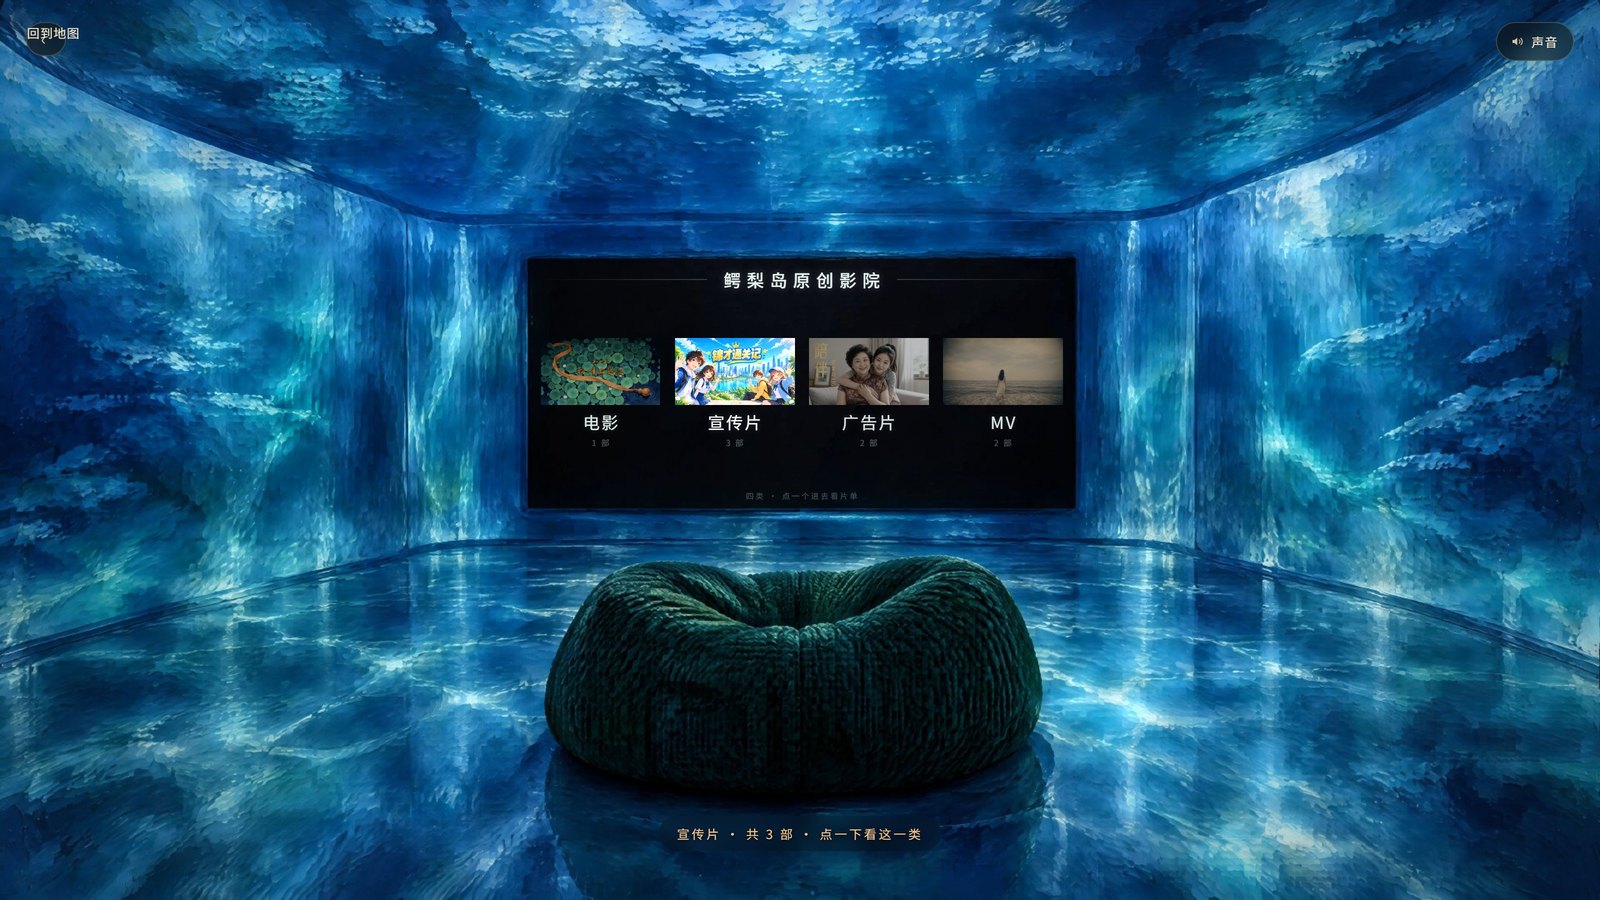 回到地图
声音
鳄梨岛原创影院
锦才通关记
陪
电影
宣传片
广告片
MV
1 部
3 部
2 部
2 部
四类 · 点一个进去看片单
宣传片 · 共 3 部 · 点一下看这一类